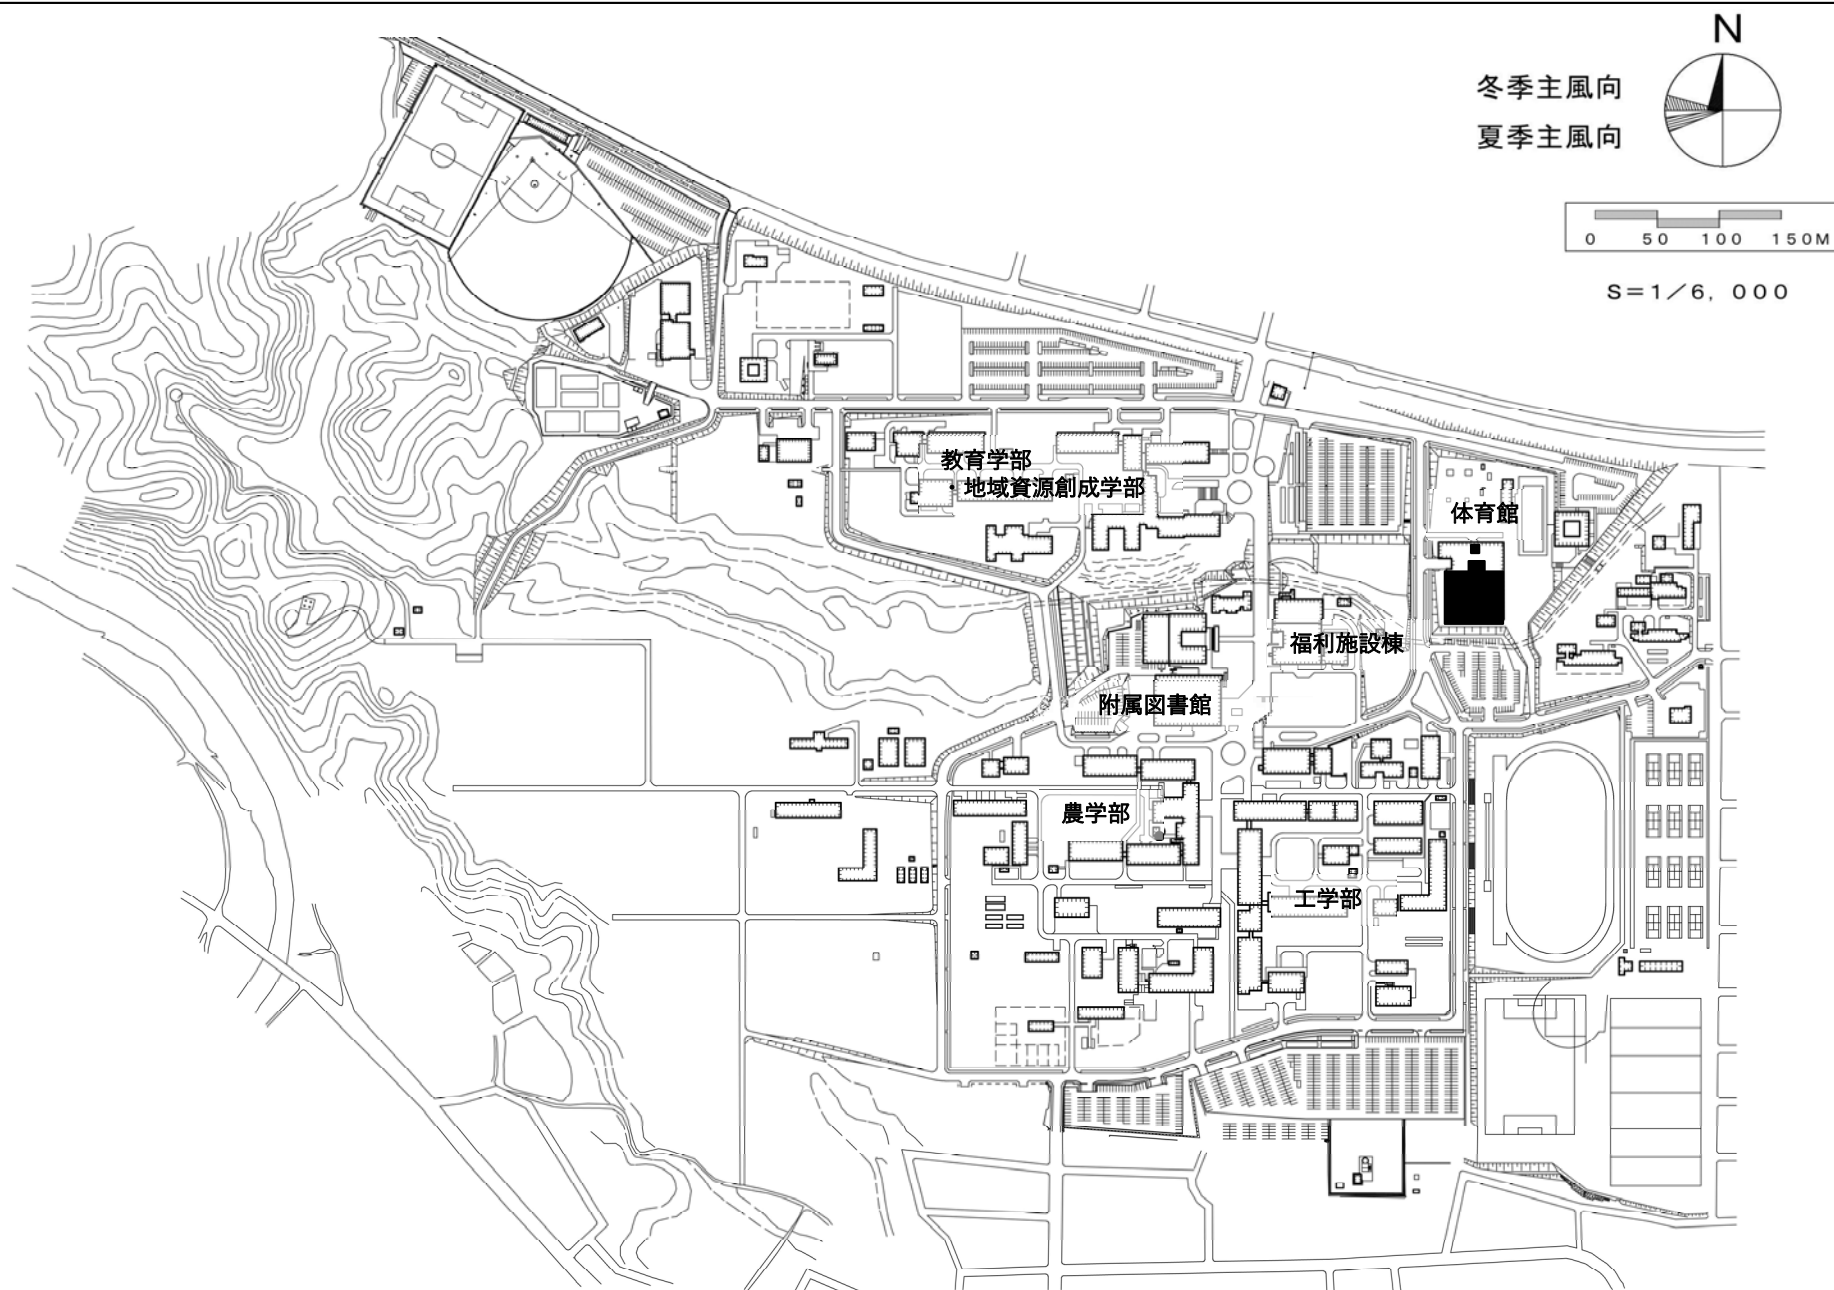 N
冬季主風向
夏季主風向
0 50 100 150M
S=1/6,000
教育学部
地域資源創成学部
体育館
福利施設棟
附属図書館
農学部
工学部